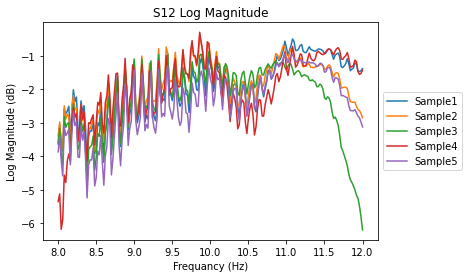 S12 Log Magnitude
Log Magnitude (dB)
−1
−2
−3
−4
−5
−6
8.0 8.5 9.0 9.5 10.0 10.5 11.0 11.5 12.0
Frequancy (Hz)
Sample1
Sample2
Sample3
Sample4
Sample5